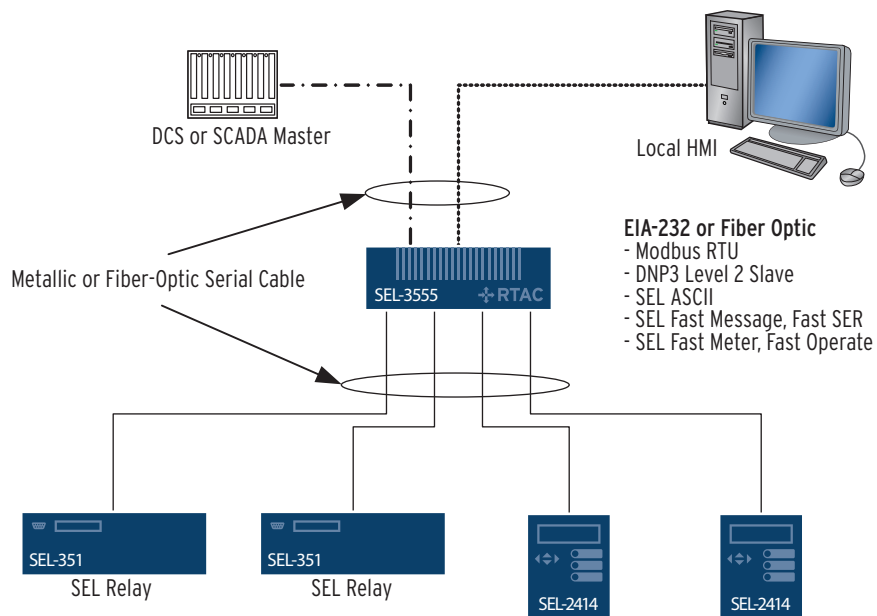 DCS or SCADA Master
Local HMI
EIA-232 or Fiber Optic
- Modbus RTU
- DNP3 Level 2 Slave
- SEL ASCII
- SEL Fast Message, Fast SER
- SEL Fast Meter, Fast Operate
Metallic or Fiber-Optic Serial Cable
SEL-3555 RTAC
SEL-351
SEL Relay
SEL-351
SEL Relay
SEL-2414
SEL-2414